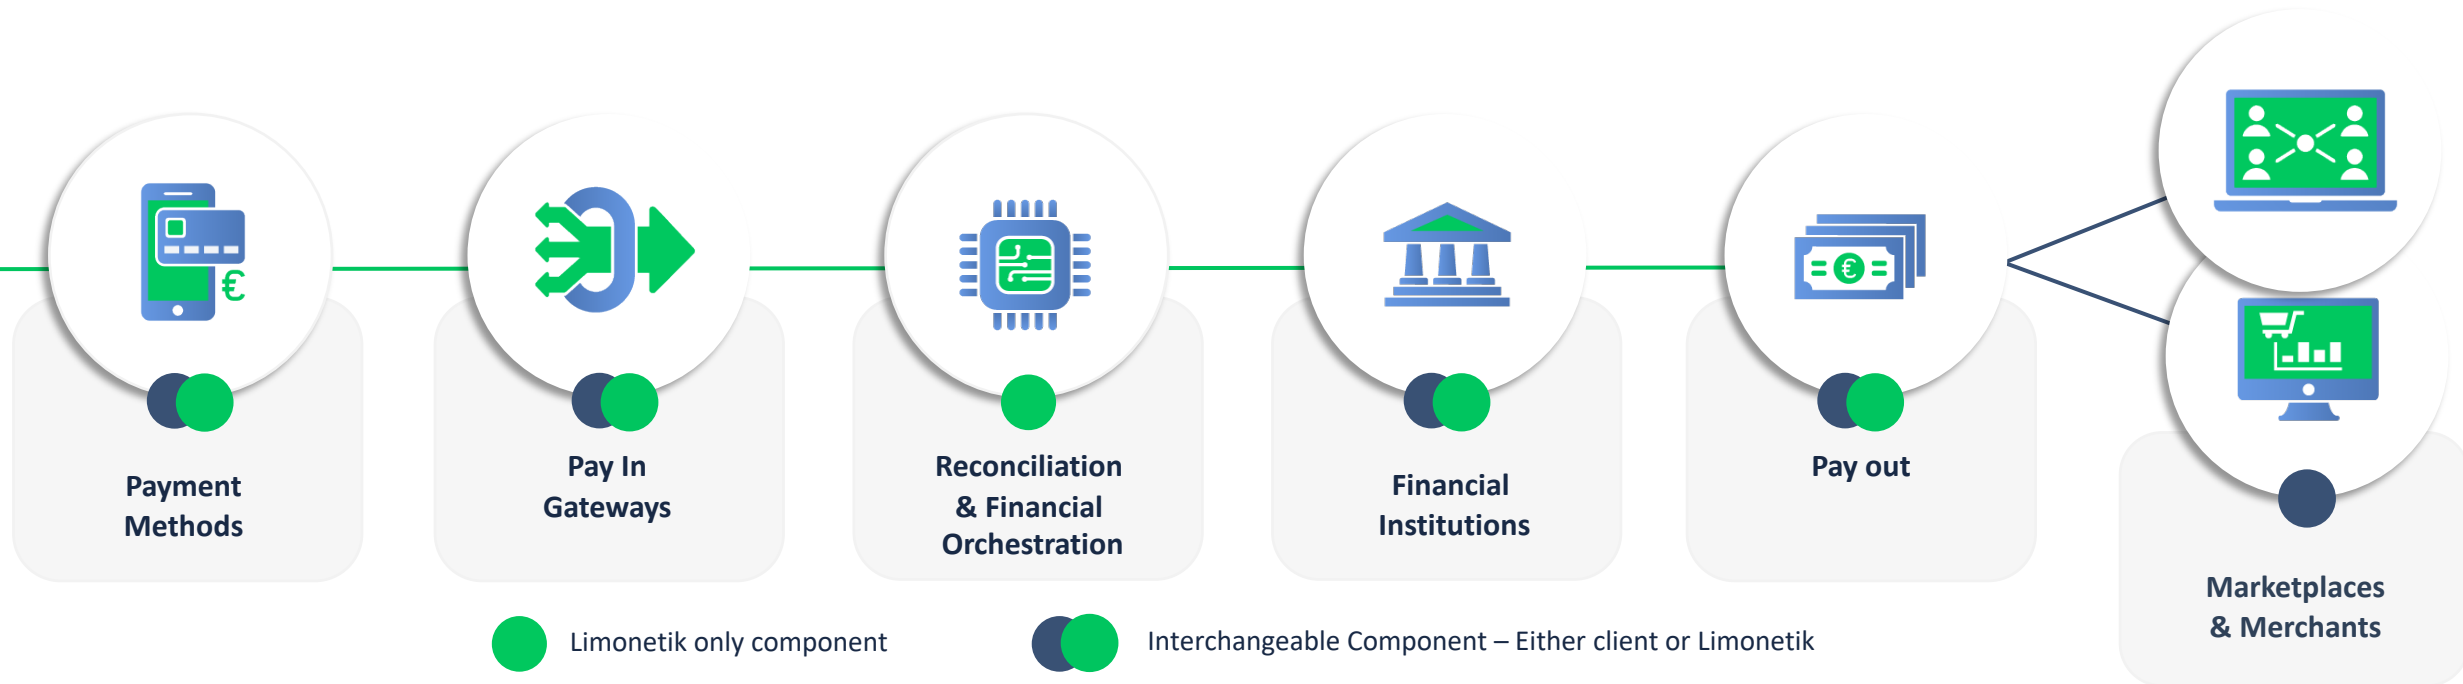 Payment
Methods
Pay In
Gateways
Reconciliation
& Financial
Orchestration
Financial
Institutions
Pay out
Marketplaces
& Merchants
Limonetik only component
Interchangeable Component – Either client or Limonetik